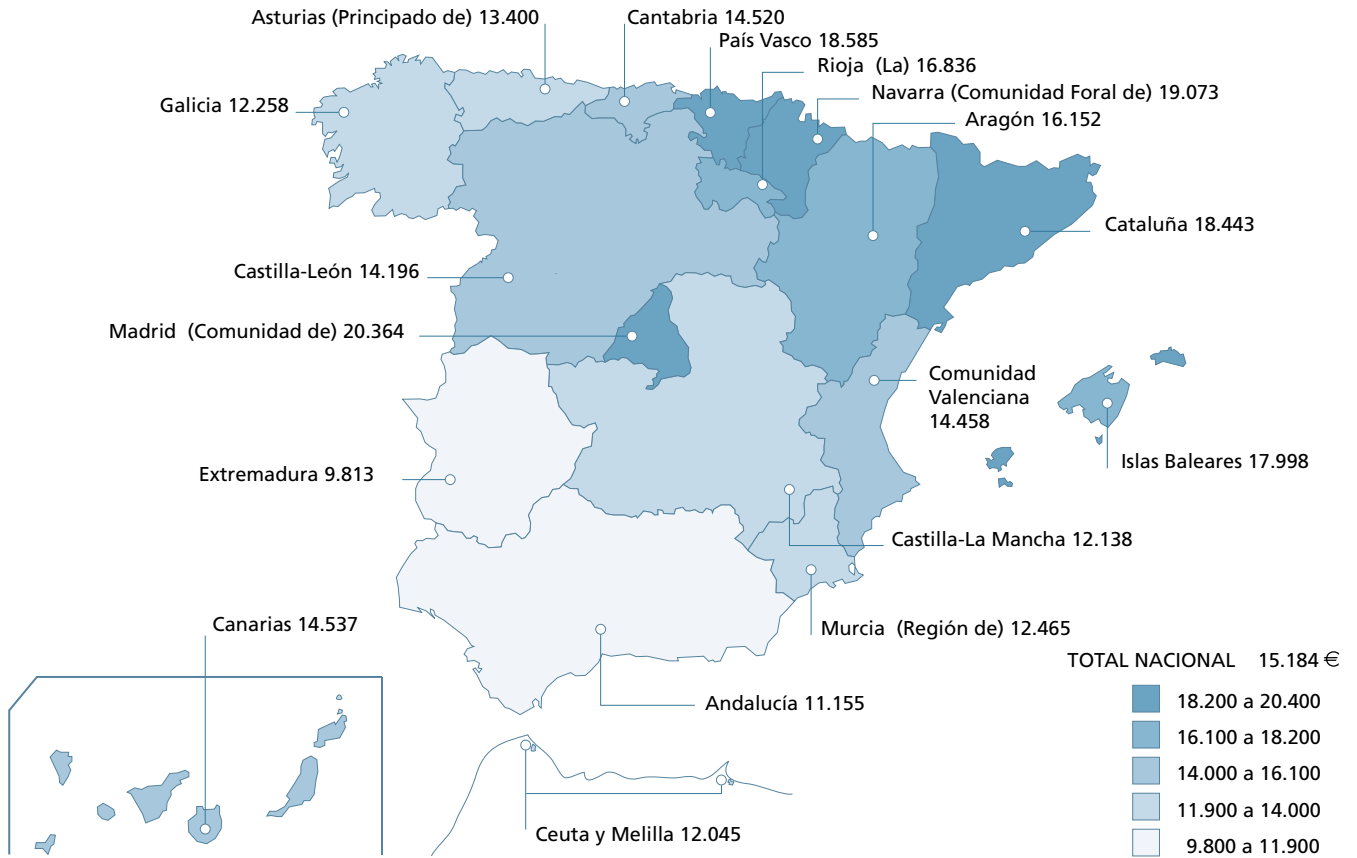 Asturias (Principado de) 13.400
Cantabria 14.520
País Vasco 18.585
Rioja (La) 16.836
Navarra (Comunidad Foral de) 19.073
Galicia 12.258
Aragón 16.152
Cataluña 18.443
Castilla-León 14.196
Madrid (Comunidad de) 20.364
Comunidad
Valenciana
14.458
Islas Baleares 17.998
Extremadura 9.813
Castilla-La Mancha 12.138
Canarias 14.537
Murcia (Región de) 12.465
Andalucía 11.155
Ceuta y Melilla 12.045
TOTAL NACIONAL 15.184 €
18.200 a 20.400
16.100 a 18.200
14.000 a 16.100
11.900 a 14.000
9.800 a 11.900